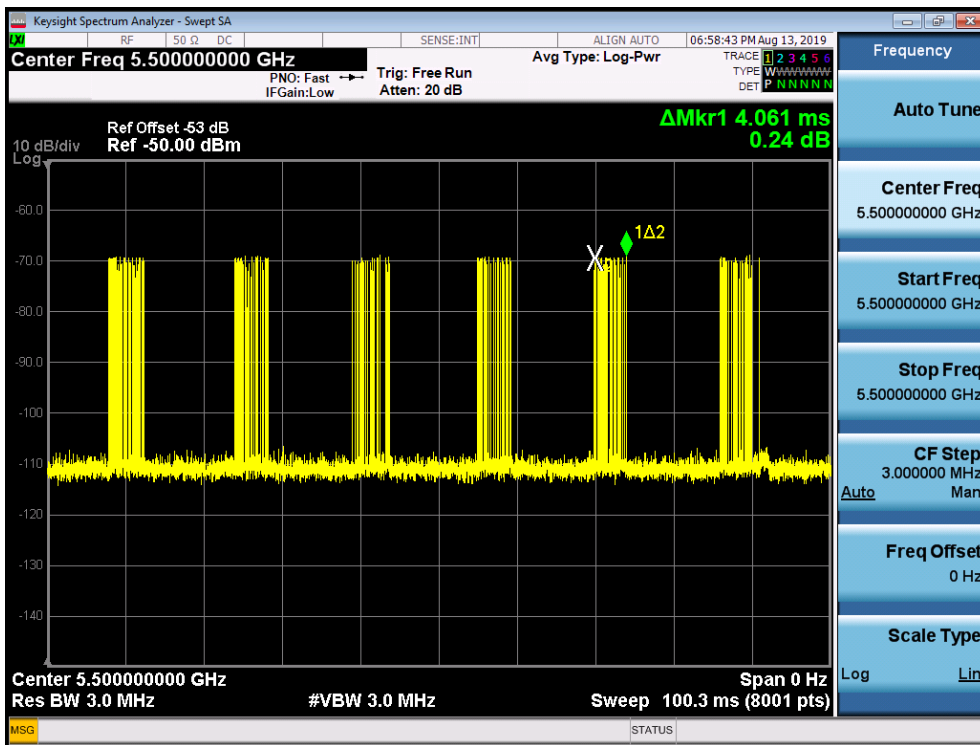 Keysight Spectrum Analyzer - Swept SA
LXI
RF 50 Ω DC SENSE:INT ALIGN AUTO 06:58:43 PM Aug 13, 2019
Center Freq 5.500000000 GHz
PNO: Fast
IFGain:Low
Trig: Free Run
Atten: 20 dB
Avg Type: Log-Pwr
TRACE 1 2 3 4 5 6
TYPE WWWWWW
DET P N N N N N
ΔMkr1 4.061 ms
0.24 dB
Ref Offset -53 dB
10 dB/div Ref -50.00 dBm
Log
-60.0
-70.0
-80.0
-90.0
-100
-110
-120
-130
-140
1Δ2
X2
Center 5.500000000 GHz Span 0 Hz
Res BW 3.0 MHz #VBW 3.0 MHz Sweep 100.3 ms (8001 pts)
MSG STATUS
Frequency
Auto Tune
Center Freq
5.500000000 GHz
Start Freq
5.500000000 GHz
Stop Freq
5.500000000 GHz
CF Step
3.000000 MHz
Auto Man
Freq Offset
0 Hz
Scale Type
Log Lin